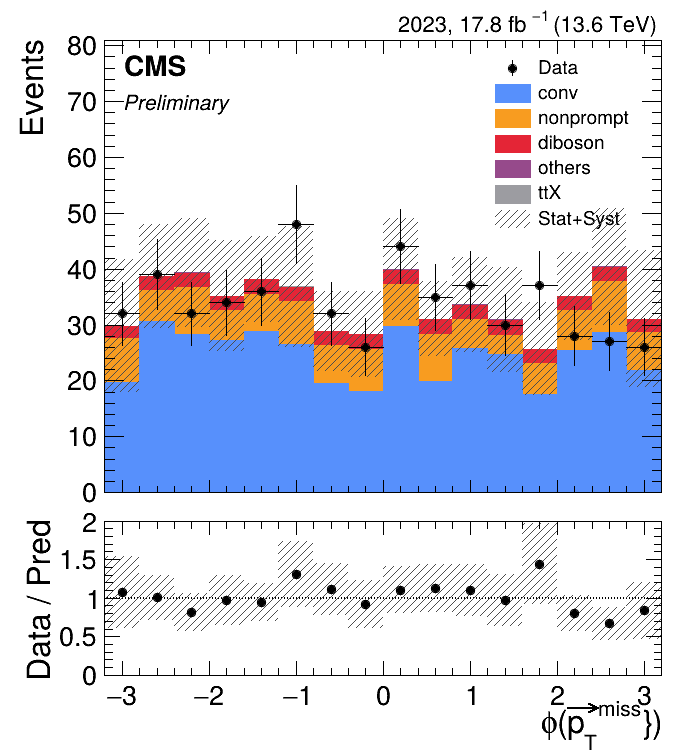 2023, 17.8 fb⁻¹ (13.6 TeV)
CMS
Preliminary
Events
80
70
60
50
40
30
20
10
0
Data
conv
nonprompt
diboson
others
ttX
Stat+Syst
Data / Pred
2
1.5
1
0.5
0
−3 −2 −1 0 1 2 3
ϕ(p⃗_T^miss})